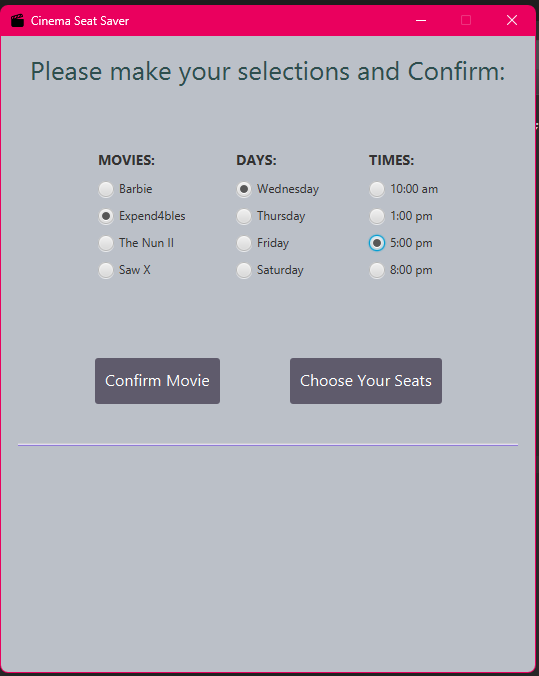 Cinema Seat Saver
Please make your selections and Confirm:
MOVIES: DAYS: TIMES:
Barbie Wednesday 10:00 am
Expend4bles Thursday 1:00 pm
The Nun II Friday 5:00 pm
Saw X Saturday 8:00 pm
Confirm Movie Choose Your Seats